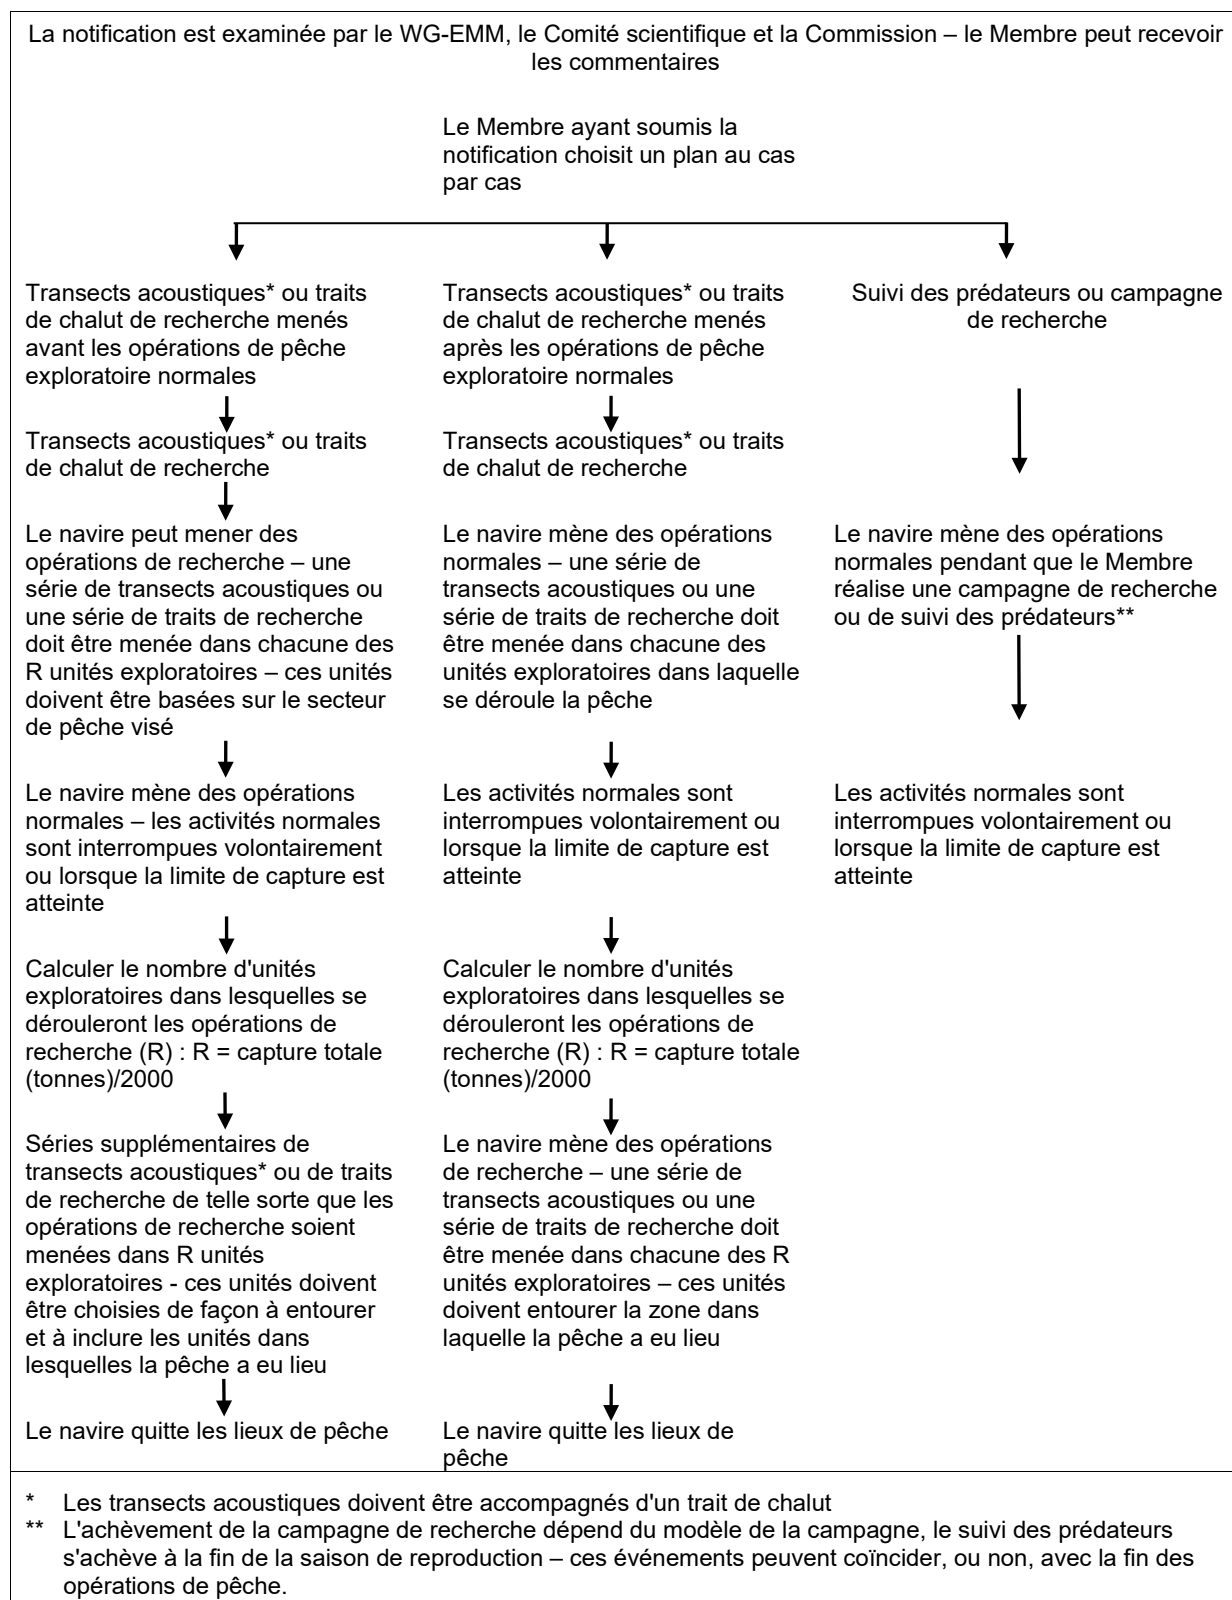 La notification est examinée par le WG-EMM, le Comité scientifique et la Commission – le Membre peut recevoir
les commentaires
Le Membre ayant soumis la
notification choisit un plan au cas
par cas
Transects acoustiques* ou traits
de chalut de recherche menés
avant les opérations de pêche
exploratoire normales
Transects acoustiques* ou traits
de chalut de recherche menés
après les opérations de pêche
exploratoire normales
Suivi des prédateurs ou campagne
de recherche
Transects acoustiques* ou traits
de chalut de recherche
Transects acoustiques* ou traits
de chalut de recherche
Le navire peut mener des
opérations de recherche – une
série de transects acoustiques ou
une série de traits de recherche
doit être menée dans chacune des
R unités exploratoires – ces unités
doivent être basées sur le secteur
de pêche visé
Le navire mène des opérations
normales – une série de
transects acoustiques ou une
série de traits de recherche doit
être menée dans chacune des
unités exploratoires dans laquelle
se déroule la pêche
Le navire mène des opérations
normales pendant que le Membre
réalise une campagne de recherche
ou de suivi des prédateurs**
Le navire mène des opérations
normales – les activités normales
sont interrompues volontairement
ou lorsque la limite de capture est
atteinte
Les activités normales sont
interrompues volontairement ou
lorsque la limite de capture est
atteinte
Les activités normales sont
interrompues volontairement ou
lorsque la limite de capture est
atteinte
Calculer le nombre d'unités
exploratoires dans lesquelles se
dérouleront les opérations de
recherche (R) : R = capture totale
(tonnes)/2000
Calculer le nombre d'unités
exploratoires dans lesquelles se
dérouleront les opérations de
recherche (R) : R = capture totale
(tonnes)/2000
Séries supplémentaires de
transects acoustiques* ou de traits
de recherche de telle sorte que les
opérations de recherche soient
menées dans R unités
exploratoires - ces unités doivent
être choisies de façon à entourer
et à inclure les unités dans
lesquelles la pêche a eu lieu
Le navire mène des opérations
de recherche – une série de
transects acoustiques ou une
série de traits de recherche doit
être menée dans chacune des R
unités exploratoires – ces unités
doivent entourer la zone dans
laquelle la pêche a eu lieu
Le navire quitte les lieux de pêche
Le navire quitte les lieux de
pêche
* Les transects acoustiques doivent être accompagnés d'un trait de chalut
** L'achèvement de la campagne de recherche dépend du modèle de la campagne, le suivi des prédateurs
s'achève à la fin de la saison de reproduction – ces événements peuvent coïncider, ou non, avec la fin des
opérations de pêche.